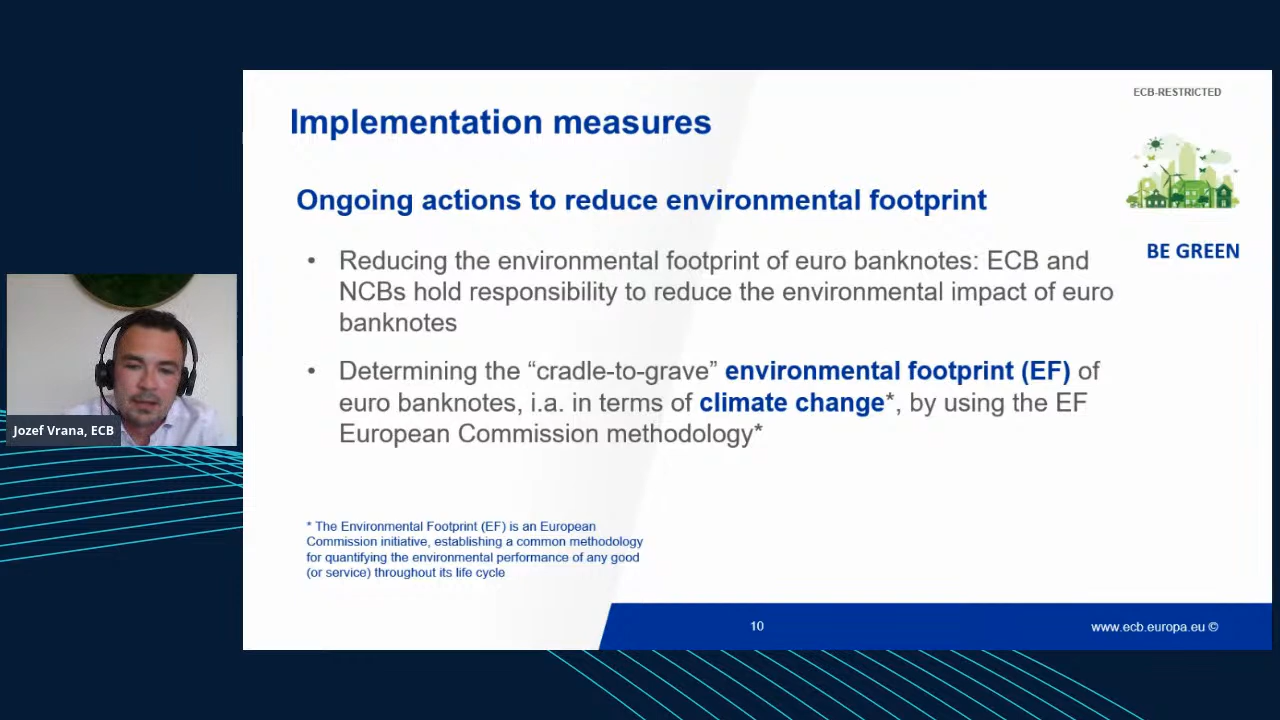 ECB-RESTRICTED
Implementation measures
Ongoing actions to reduce environmental footprint
BE GREEN
• Reducing the environmental footprint of euro banknotes: ECB and
NCBs hold responsibility to reduce the environmental impact of euro
banknotes
• Determining the “cradle-to-grave” environmental footprint (EF) of
euro banknotes, i.a. in terms of climate change*, by using the EF
European Commission methodology*
Jozef Vrana, ECB
* The Environmental Footprint (EF) is an European
Commission initiative, establishing a common methodology
for quantifying the environmental performance of any good
(or service) throughout its life cycle
10
www.ecb.europa.eu ©